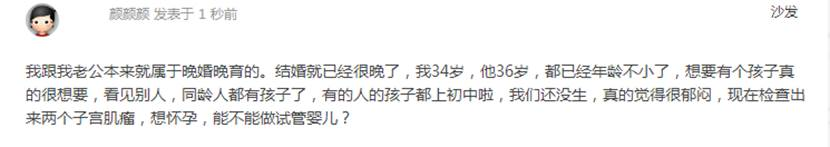 颜颜颜 发表于 1 秒前
沙发
我跟我老公本来就属于晚婚晚育的。结婚就已经很晚了，我34岁，他36岁，都已经年龄不小了，想要有个孩子真
的很想要，看见别人，同龄人都有孩子了，有的人的孩子都上初中啦，我们还没生，真的觉得很郁闷，现在检查出
来两个子宫肌瘤，想怀孕，能不能做试管婴儿？